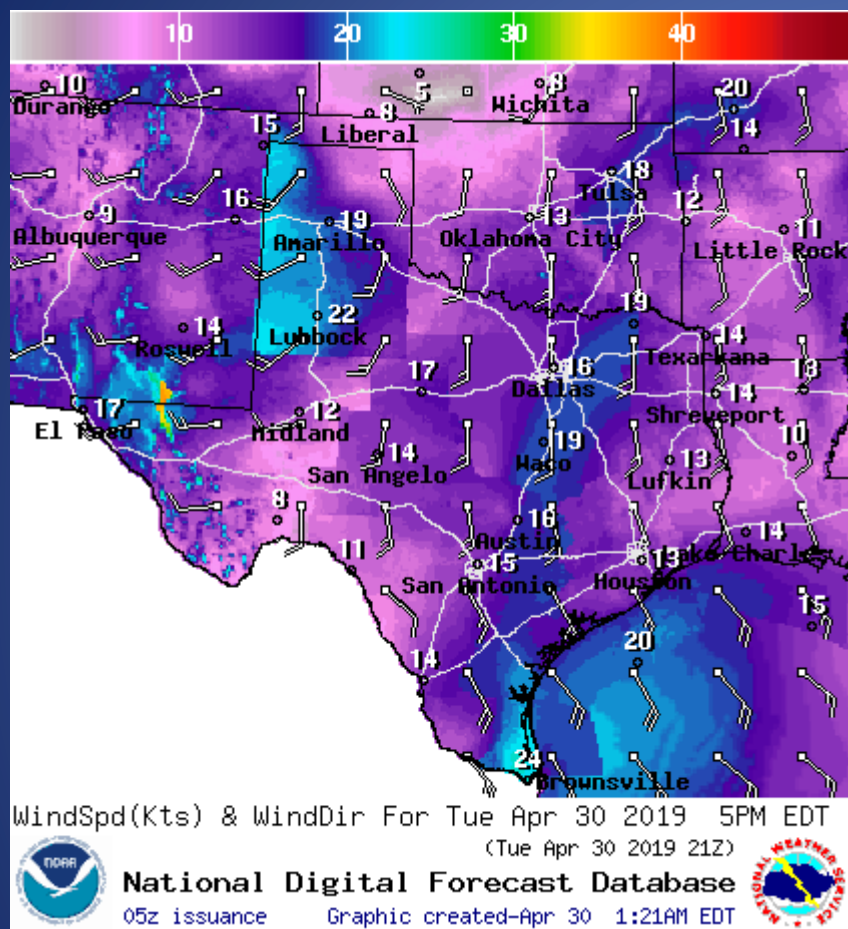 10 20 30 40
10 5 8 20
Durango Wichita
8
Liberal
15 14
18
Tulsa
9 16 19 13 12 11
Albuquerque Amarillo Oklahoma City Little Rock
14 22 19 14
Roswell Lubbock Texarkana
16
Dallas
17 12 17 14 13
El Paso Midland Shreveport
14 19 13 10
San Angelo Waco Lufkin
8 16 14
Austin Lake Charles
11 15 13
San Antonio Houston
15
14 20
24
Brownsville
WindSpd(Kts) & WindDir For Tue Apr 30 2019 5PM EDT
(Tue Apr 30 2019 21Z)
NOAA
National Digital Forecast Database
05z issuance Graphic created-Apr 30 1:21AM EDT
NATIONAL WEATHER SERVICE